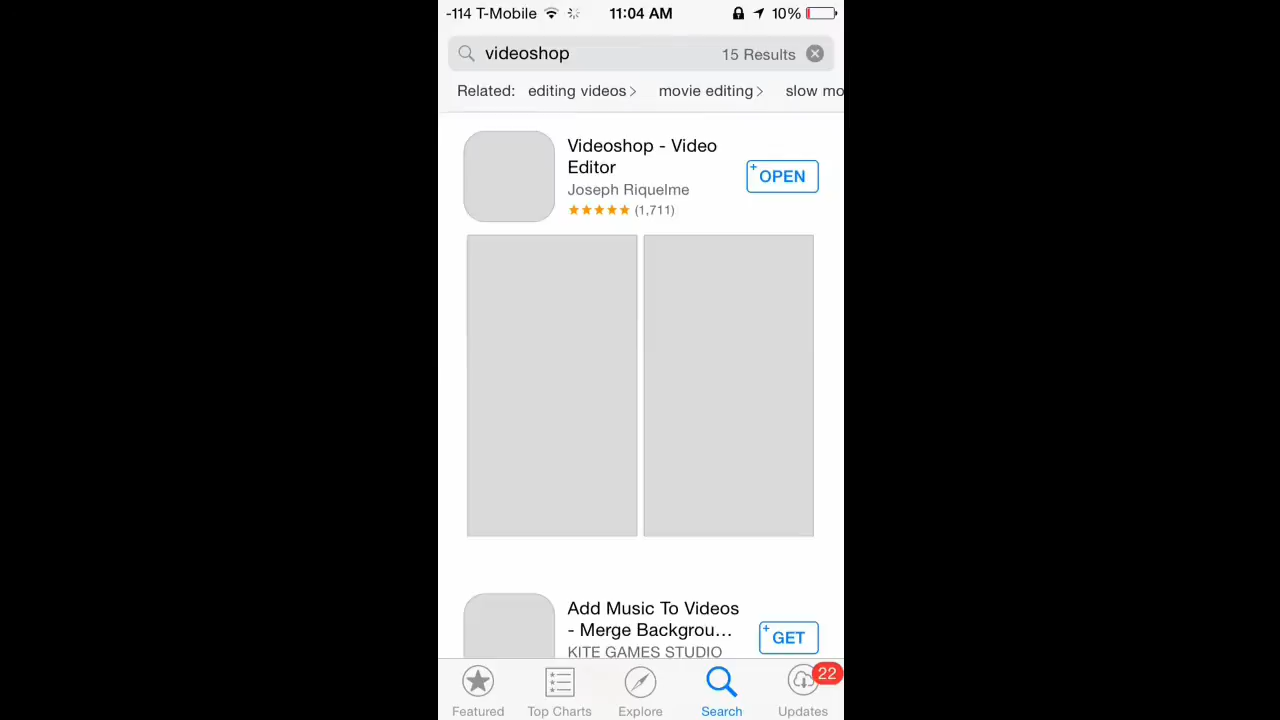 -114 T-Mobile 11:04 AM 10%
videoshop 15 Results
Related: editing videos movie editing slow mo
Videoshop - Video
Editor
Joseph Riquelme
(1,711)
+ OPEN
Add Music To Videos
- Merge Backgrou...
KITE GAMES STUDIO
+ GET
22
Featured Top Charts Explore Search Updates